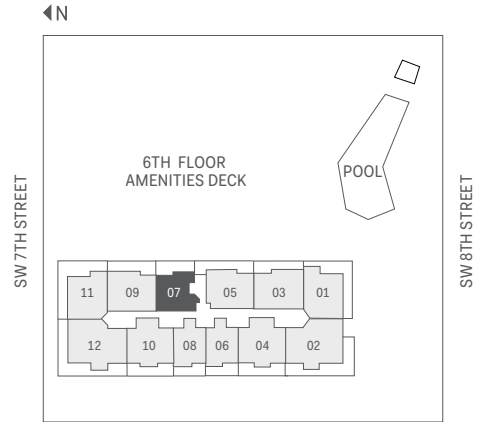 N
6TH FLOOR
AMENITIES DECK
POOL
SW 7TH STREET
SW 8TH STREET
11 09 07 05 03 01
12 10 08 06 04 02